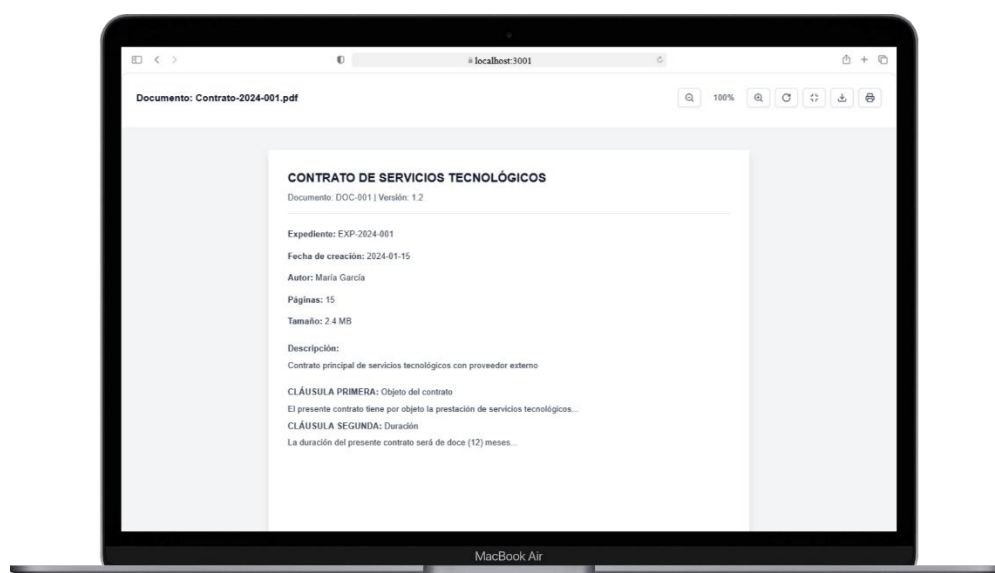 localhost:3001
Documento: Contrato-2024-001.pdf
100%
CONTRATO DE SERVICIOS TECNOLÓGICOS
Documento: DOC-001 | Versión: 1.2
Expediente: EXP-2024-001
Fecha de creación: 2024-01-15
Autor: María García
Páginas: 15
Tamaño: 2.4 MB
Descripción:
Contrato principal de servicios tecnológicos con proveedor externo
CLÁUSULA PRIMERA: Objeto del contrato
El presente contrato tiene por objeto la prestación de servicios tecnológicos...
CLÁUSULA SEGUNDA: Duración
La duración del presente contrato será de doce (12) meses...
MacBook Air